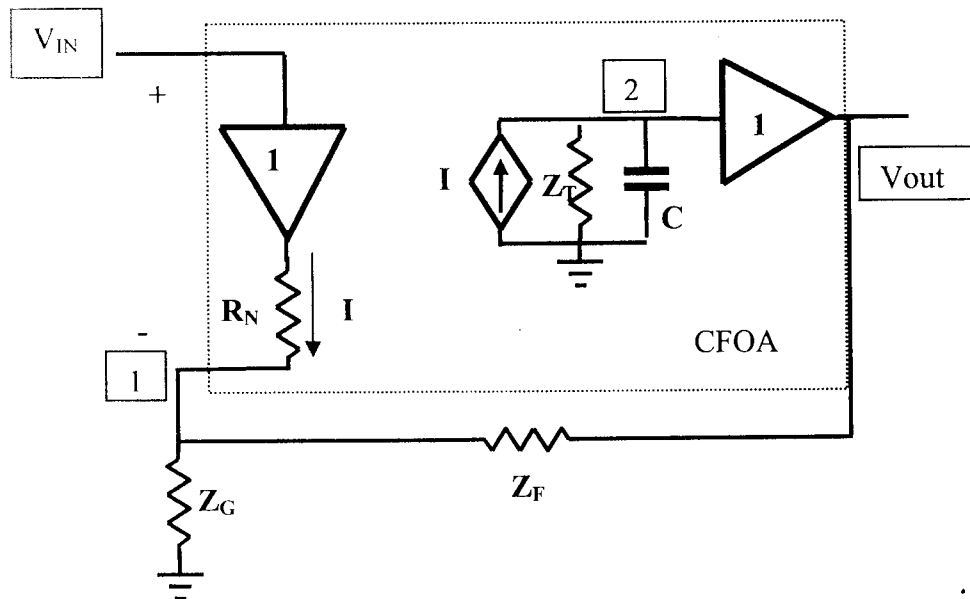 V_IN
+
1
2
1
I
Z_T
C
Vout
R_N
I
CFOA
-
1
Z_F
Z_G